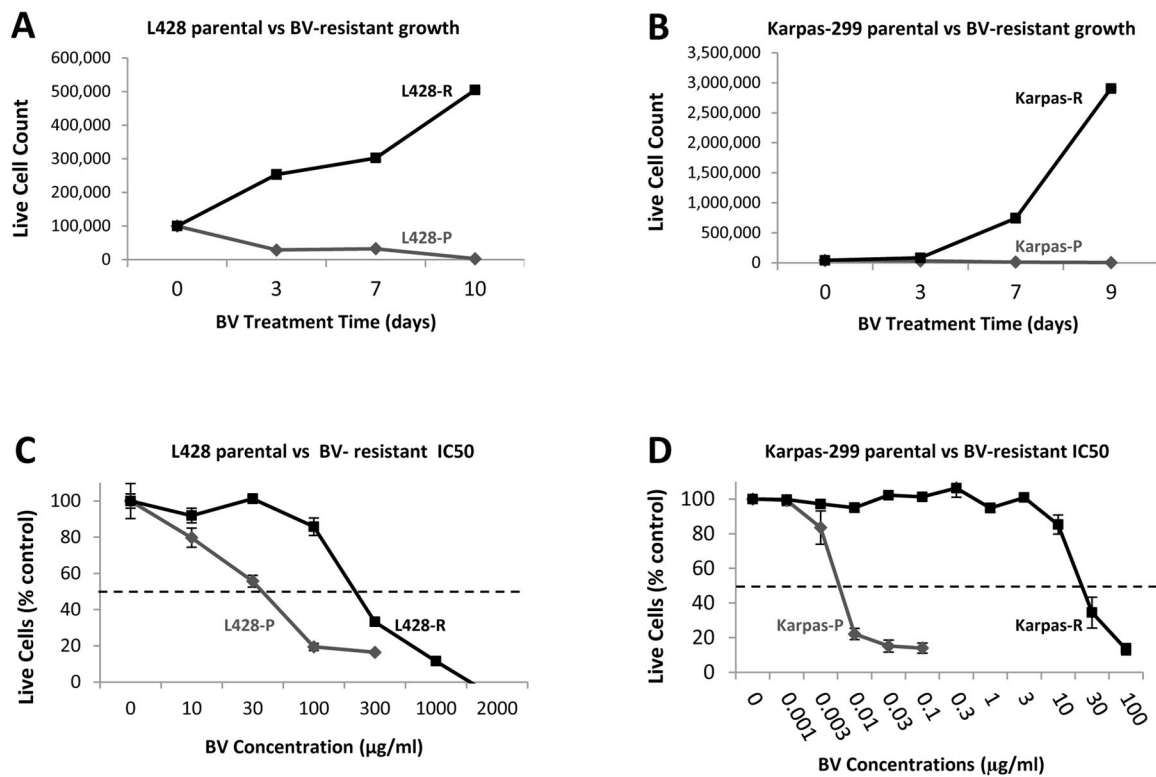 A
L428 parental vs BV-resistant growth
Live Cell Count
600,000
500,000
400,000
300,000
200,000
100,000
0
L428-R
L428-P
0 3 7 10
BV Treatment Time (days)
B
Karpas-299 parental vs BV-resistant growth
Live Cell Count
3,500,000
3,000,000
2,500,000
2,000,000
1,500,000
1,000,000
500,000
0
Karpas-R
Karpas-P
0 3 7 9
BV Treatment Time (days)
C
L428 parental vs BV- resistant IC50
Live Cells (% control)
100
80
60
40
20
0
L428-P
L428-R
0 10 30 100 300 1000 2000
BV Concentration (µg/ml)
D
Karpas-299 parental vs BV-resistant IC50
Live Cells (% control)
100
80
60
40
20
0
Karpas-P
Karpas-R
0 0.001 0.003 0.01 0.03 0.1 0.3 1 3 10 30 100
BV Concentrations (µg/ml)